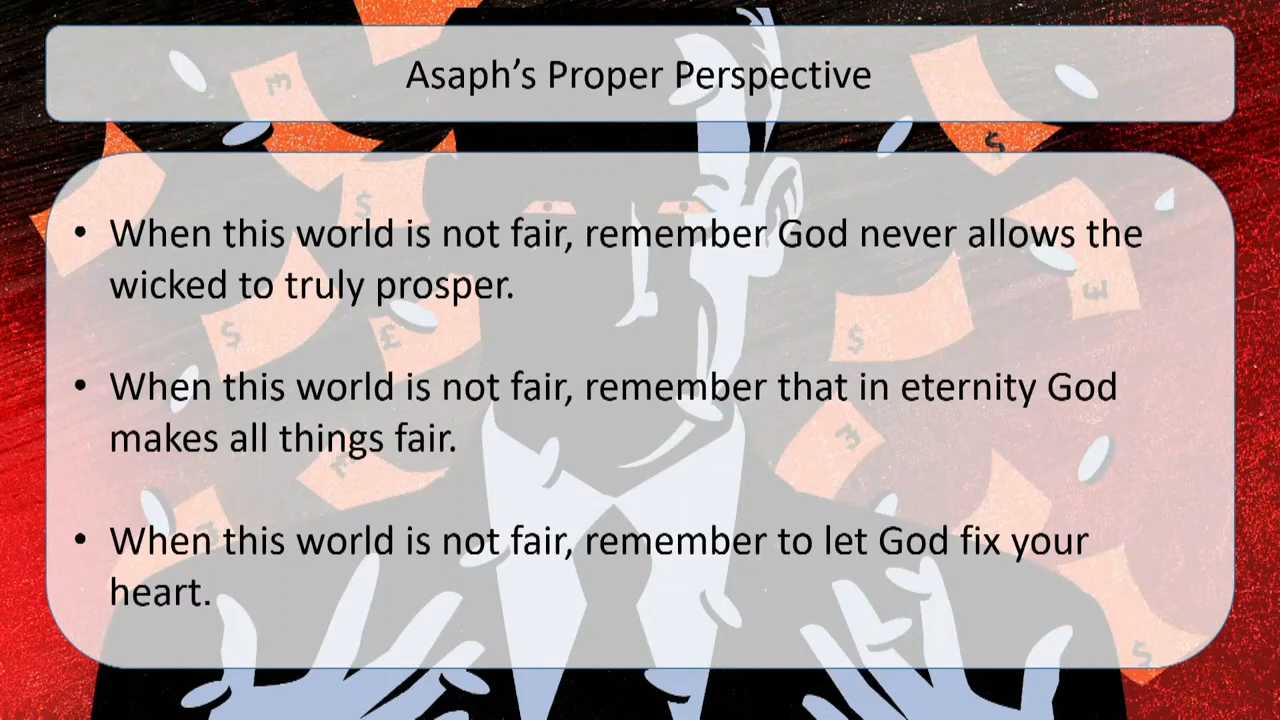 Asaph’s Proper Perspective
• When this world is not fair, remember God never allows the
wicked to truly prosper.
• When this world is not fair, remember that in eternity God
makes all things fair.
• When this world is not fair, remember to let God fix your
heart.
$
$
$
£
$
$